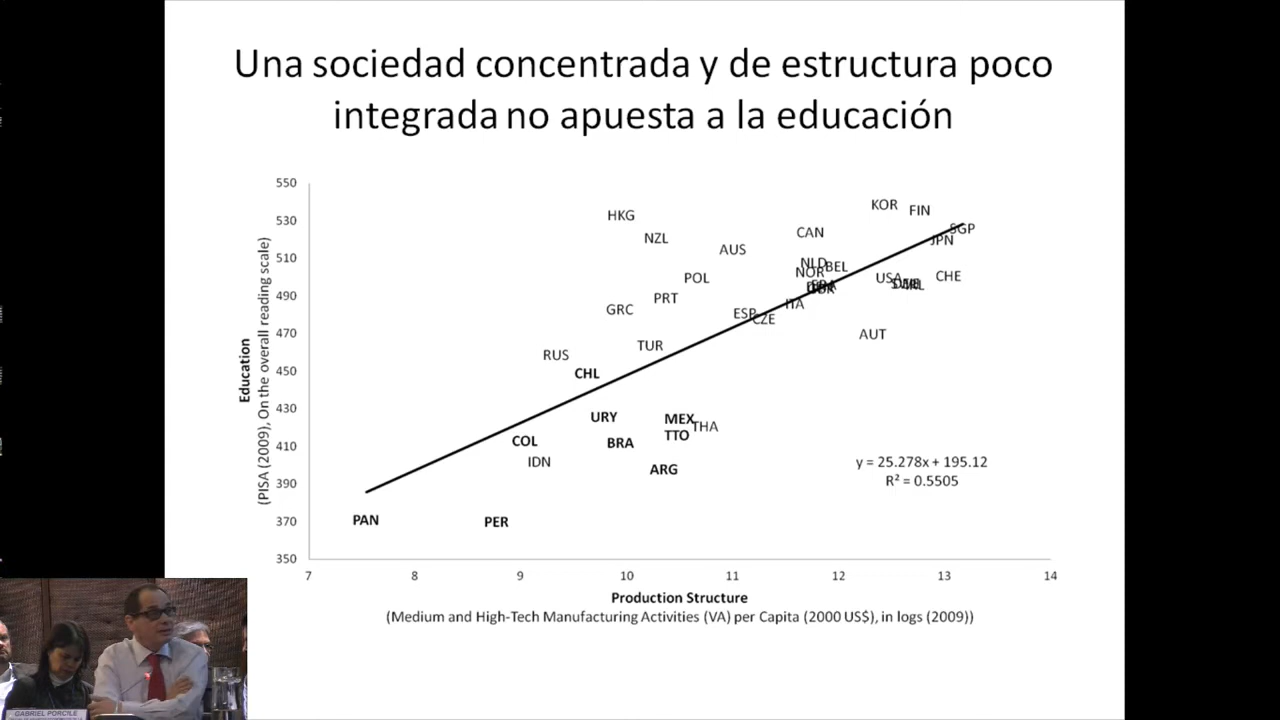 Una sociedad concentrada y de estructura poco
integrada no apuesta a la educación
Education
(PISA (2009), On the overall reading scale)
550
530
510
490
470
450
430
410
390
370
350
HKG
NZL
AUS
POL
PRT
GRC
RUS
TUR
CHL
URY
COL
IDN
BRA
MEX
TTO
THA
ARG
PAN
PER
KOR
FIN
SGP
JPN
CAN
NLD
BEL
NOR
USA
CHE
ITA
ESP
CZE
AUT
y = 25.278x + 195.12
R² = 0.5505
7 8 9 10 11 12 13 14
Production Structure
(Medium and High-Tech Manufacturing Activities (VA) per Capita (2000 US$), in logs (2009))
GABRIEL PORCILE